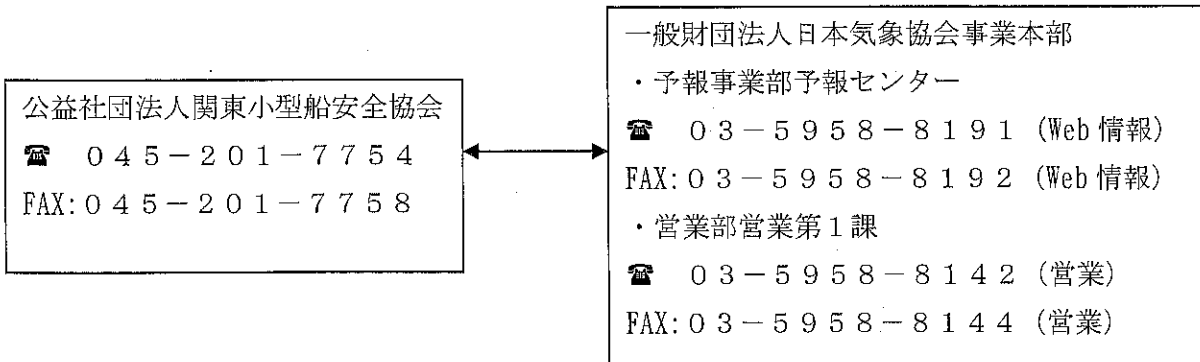 公益社団法人関東小型船安全協会
☎ 045-201-7754
FAX:045-201-7758
一般財団法人日本気象協会事業本部
・予報事業部予報センター
☎ 03-5958-8191 (Web情報)
FAX:03-5958-8192 (Web情報)
・営業部営業第1課
☎ 03-5958-8142 (営業)
FAX:03-5958-8144 (営業)